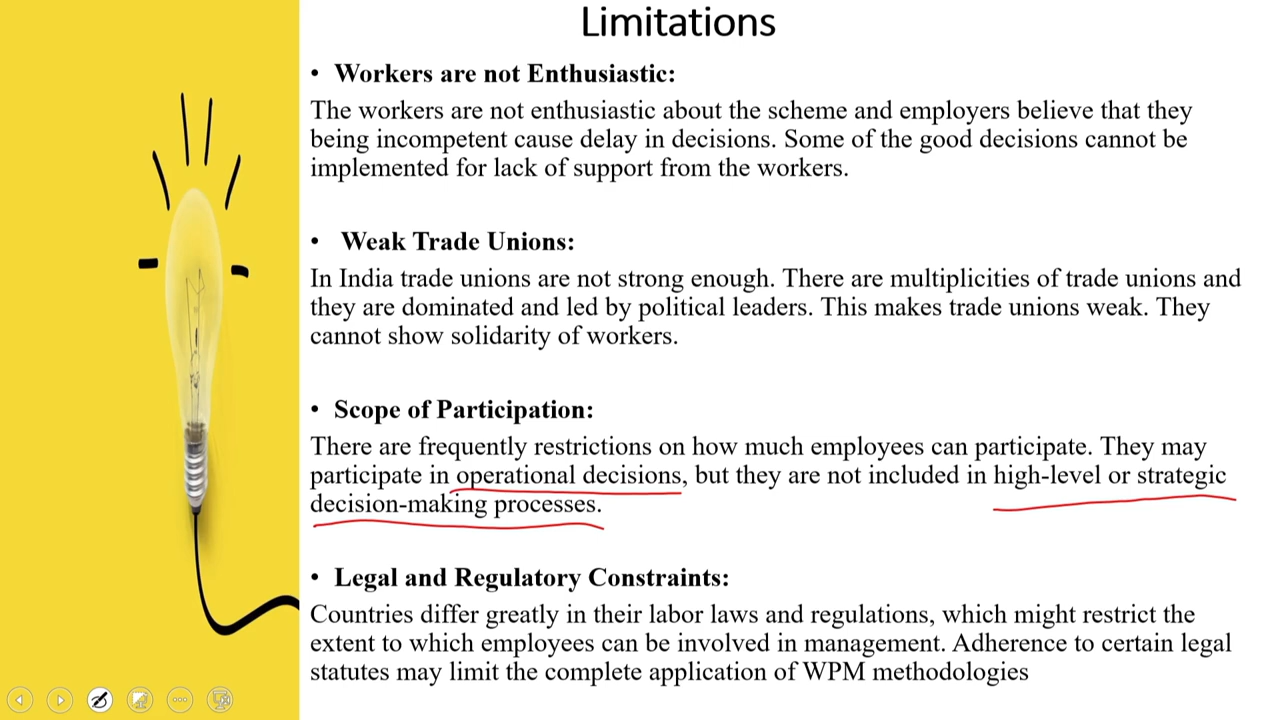 Limitations
• Workers are not Enthusiastic:
The workers are not enthusiastic about the scheme and employers believe that they
being incompetent cause delay in decisions. Some of the good decisions cannot be
implemented for lack of support from the workers.
• Weak Trade Unions:
In India trade unions are not strong enough. There are multiplicities of trade unions and
they are dominated and led by political leaders. This makes trade unions weak. They
cannot show solidarity of workers.
• Scope of Participation:
There are frequently restrictions on how much employees can participate. They may
participate in operational decisions, but they are not included in high-level or strategic
decision-making processes.
• Legal and Regulatory Constraints:
Countries differ greatly in their labor laws and regulations, which might restrict the
extent to which employees can be involved in management. Adherence to certain legal
statutes may limit the complete application of WPM methodologies